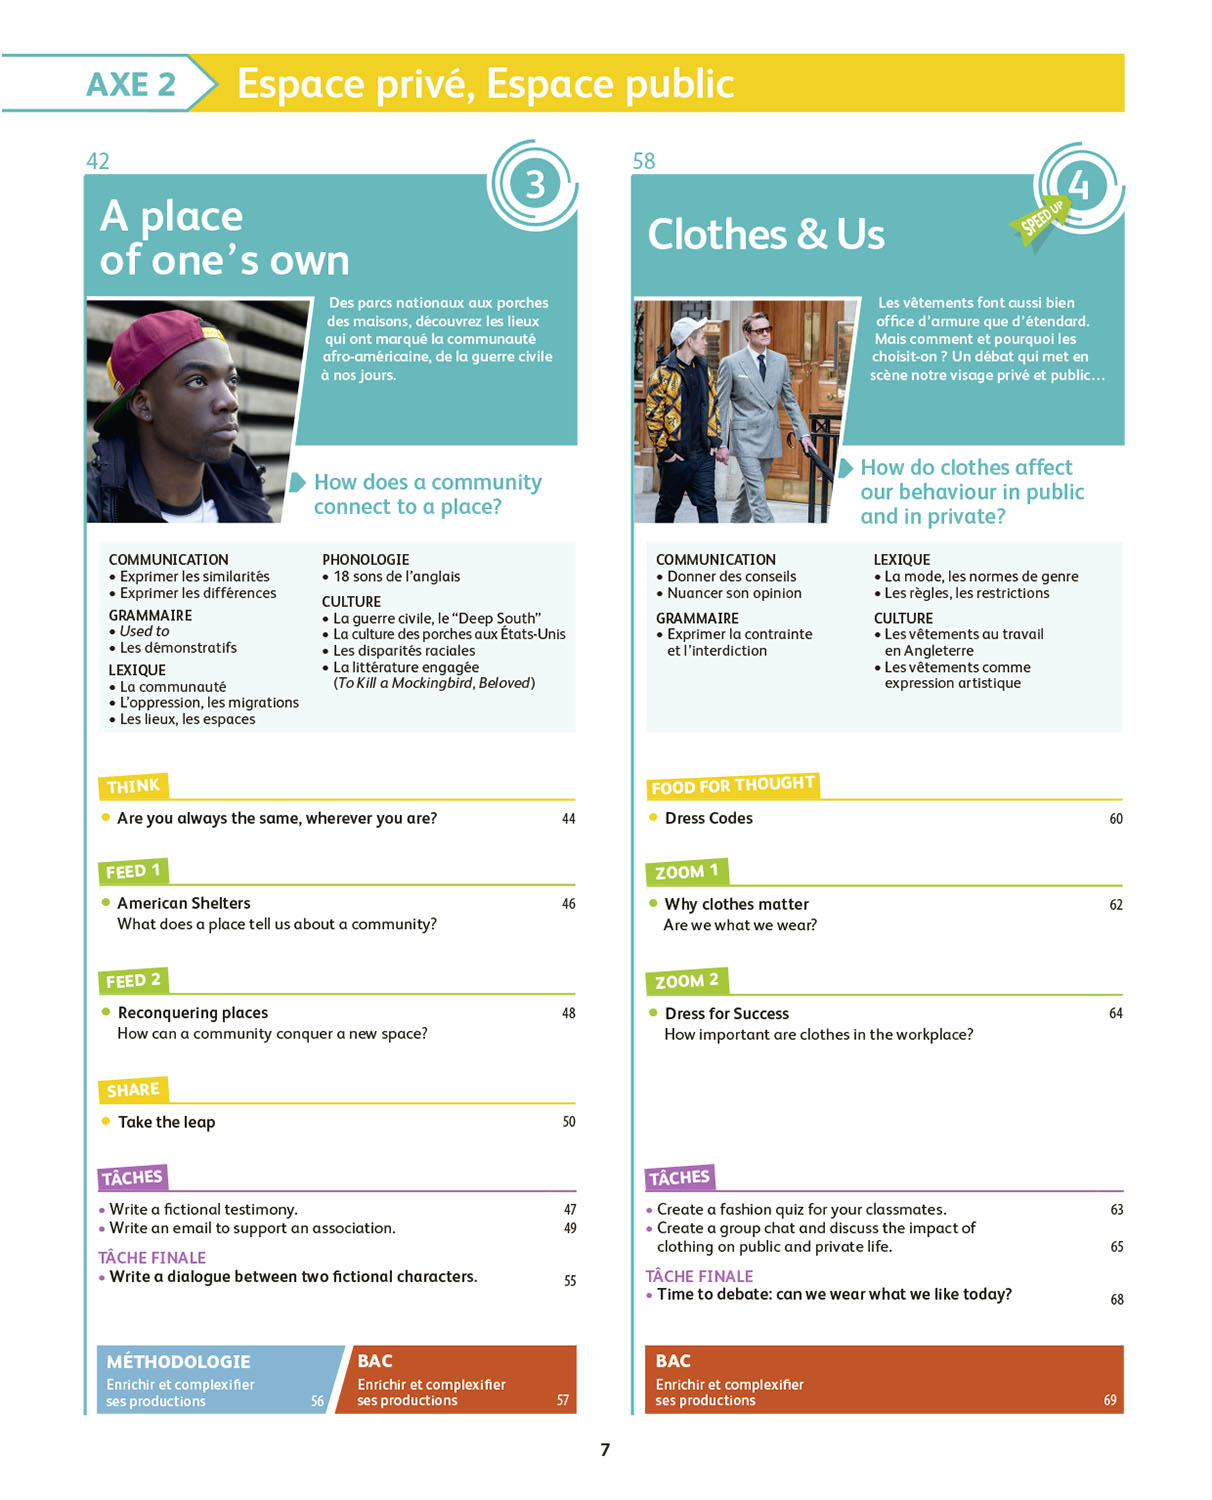 AXE 2
Espace privé, Espace public
42
3
A place
of one's own
Des parcs nationaux aux porches
des maisons, découvrez les lieux
qui ont marqué la communauté
afro-américaine, de la guerre civile
à nos jours.
How does a community
connect to a place?
COMMUNICATION
• Exprimer les similarités
• Exprimer les différences
GRAMMAIRE
• Used to
• Les démonstratifs
LEXIQUE
• La communauté
• L'oppression, les migrations
• Les lieux, les espaces
PHONOLOGIE
• 18 sons de l'anglais
CULTURE
• La guerre civile, le “Deep South”
• La culture des porches aux États-Unis
• Les disparités raciales
• La littérature engagée
(To Kill a Mockingbird, Beloved)
THINK
• Are you always the same, wherever you are? 44
FEED 1
• American Shelters 46
What does a place tell us about a community?
FEED 2
• Reconquering places 48
How can a community conquer a new space?
SHARE
• Take the leap 50
TÂCHES
• Write a fictional testimony. 47
• Write an email to support an association. 49
TÂCHE FINALE
• Write a dialogue between two fictional characters. 55
MÉTHODOLOGIE
Enrichir et complexifier
ses productions 56
BAC
Enrichir et complexifier
ses productions 57
58
4
SPEED UP
Clothes & Us
Les vêtements font aussi bien
office d'armure que d'étendard.
Mais comment et pourquoi les
choisit-on ? Un débat qui met en
scène notre visage privé et public...
How do clothes affect
our behaviour in public
and in private?
COMMUNICATION
• Donner des conseils
• Nuancer son opinion
GRAMMAIRE
• Exprimer la contrainte
et l'interdiction
LEXIQUE
• La mode, les normes de genre
• Les règles, les restrictions
CULTURE
• Les vêtements au travail
en Angleterre
• Les vêtements comme
expression artistique
FOOD FOR THOUGHT
• Dress Codes 60
ZOOM 1
• Why clothes matter 62
Are we what we wear?
ZOOM 2
• Dress for Success 64
How important are clothes in the workplace?
TÂCHES
• Create a fashion quiz for your classmates. 63
• Create a group chat and discuss the impact of
clothing on public and private life. 65
TÂCHE FINALE
• Time to debate: can we wear what we like today? 68
BAC
Enrichir et complexifier
ses productions 69
7